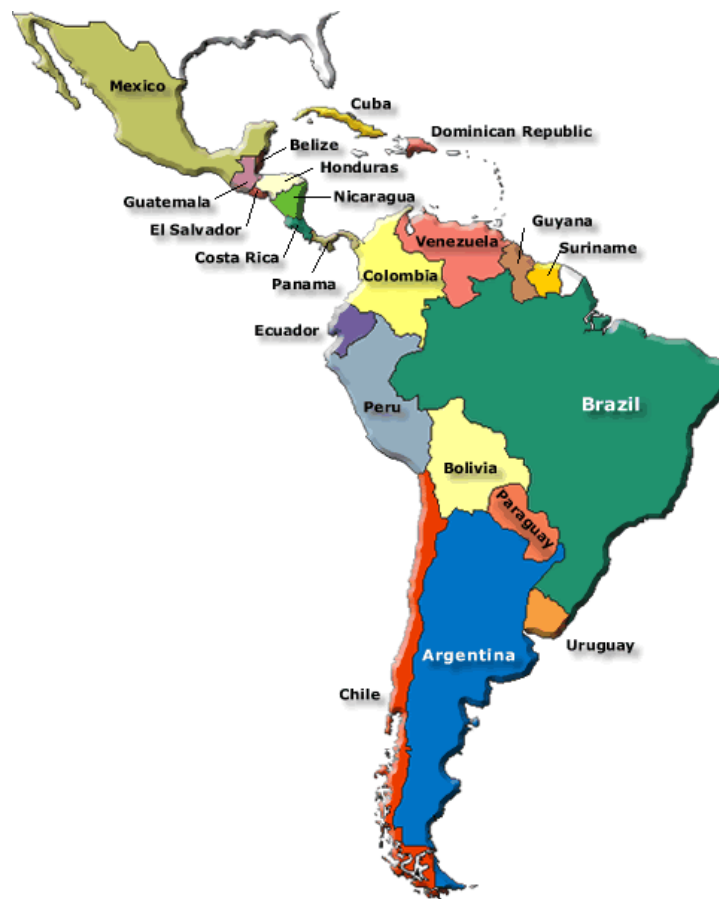 Mexico
Cuba
Dominican Republic
Belize
Honduras
Guatemala
Nicaragua
El Salvador
Costa Rica
Panama
Guyana
Venezuela
Suriname
Colombia
Ecuador
Peru
Brazil
Bolivia
Paraguay
Argentina
Uruguay
Chile